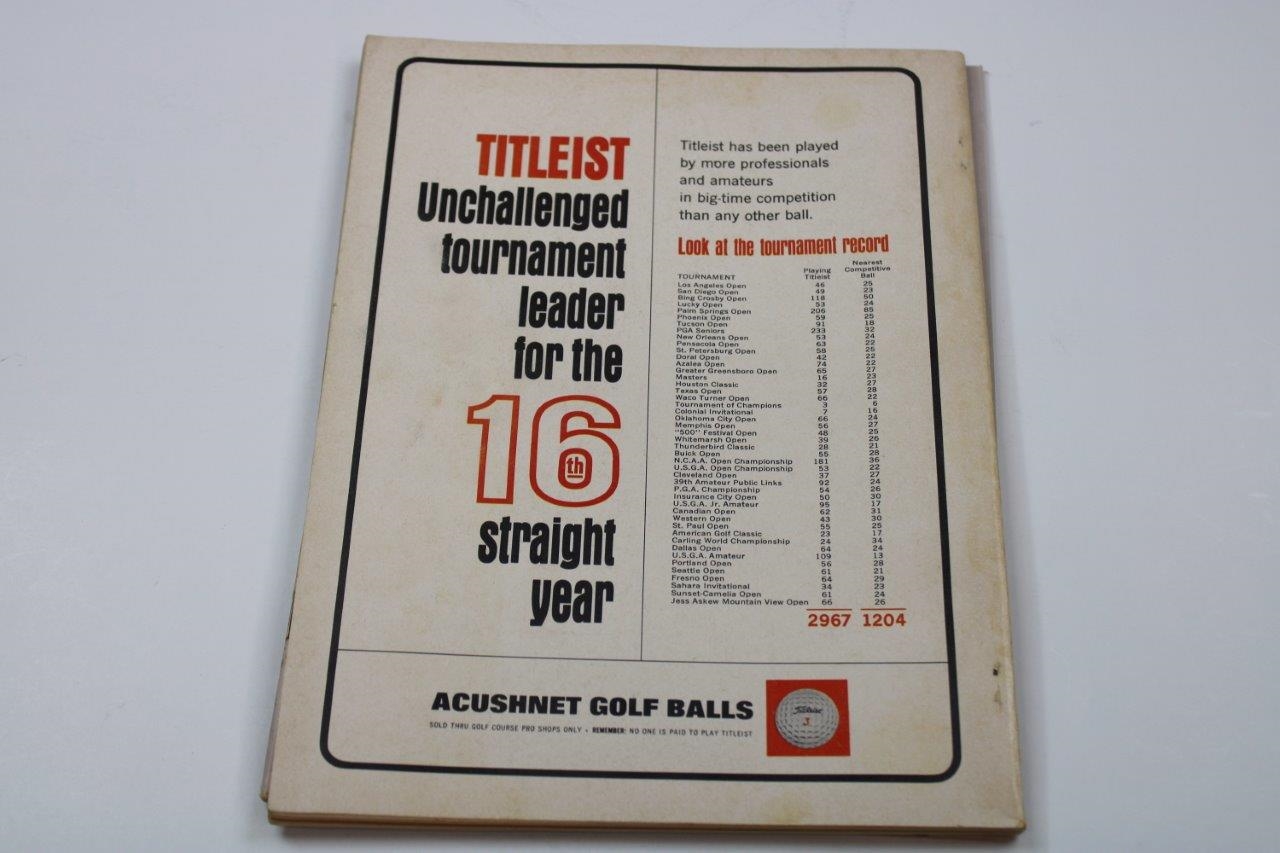 TITLEIST
Unchallenged
tournament
leader
for the
16th
straight
year
Titleist has been played
by more professionals
and amateurs
in big-time competition
than any other ball.
Look at the tournament record
TOURNAMENT Playing Titleist Nearest Competitive Ball
Los Angeles Open 46 25
San Diego Open 49 23
Bing Crosby Open 118 50
Lucky Open 53 24
Palm Springs Open 206 85
Phoenix Open 59 25
Tucson Open 91 18
PGA Seniors 233 32
New Orleans Open 53 24
Pensacola Open 63 22
St. Petersburg Open 58 25
Doral Open 42 22
Azalea Open 74 22
Greater Greensboro Open 65 27
Masters 16 23
Houston Classic 32 27
Texas Open 57 28
Waco Turner Open 66 22
Tournament of Champions 3 6
Colonial Invitational 7 16
Oklahoma City Open 66 24
Memphis Open 56 27
"500" Festival Open 48 25
Whitemarsh Open 39 26
Thunderbird Classic 28 21
Buick Open 55 28
N.C.A.A. Open Championship 181 36
U.S.G.A. Open Championship 53 22
Cleveland Open 37 27
39th Amateur Public Links 92 24
P.G.A. Championship 54 26
Insurance City Open 50 30
U.S.G.A. Jr. Amateur 95 17
Canadian Open 62 31
Western Open 43 30
St. Paul Open 55 25
American Golf Classic 23 17
Carling World Championship 24 34
Dallas Open 64 24
U.S.G.A. Amateur 109 13
Portland Open 56 28
Seattle Open 61 21
Fresno Open 64 29
Sahara Invitational 34 23
Sunset-Camelia Open 61 24
Jess Askew Mountain View Open 66 26
2967 1204
ACUSHNET GOLF BALLS
SOLD THRU GOLF COURSE PRO SHOPS ONLY • REMEMBER: NO ONE IS PAID TO PLAY TITLEIST
Titleist
3